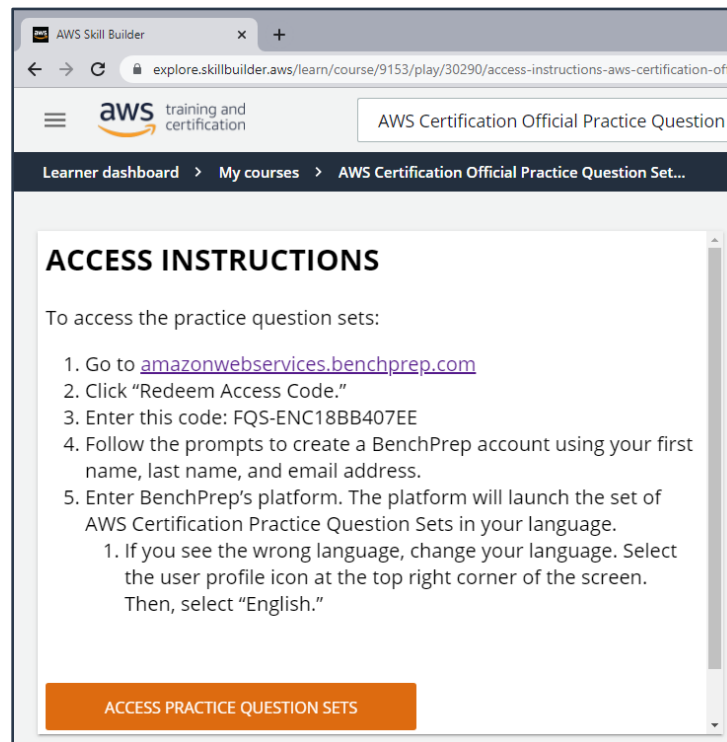 AWS Skill Builder
explore.skillbuilder.aws/learn/course/9153/play/30290/access-instructions-aws-certification-of
aws training and
certification
AWS Certification Official Practice Question
Learner dashboard > My courses > AWS Certification Official Practice Question Set...
ACCESS INSTRUCTIONS
To access the practice question sets:
1. Go to amazonwebservices.benchprep.com
2. Click “Redeem Access Code.”
3. Enter this code: FQS-ENC18BB407EE
4. Follow the prompts to create a BenchPrep account using your first
name, last name, and email address.
5. Enter BenchPrep’s platform. The platform will launch the set of
AWS Certification Practice Question Sets in your language.
1. If you see the wrong language, change your language. Select
the user profile icon at the top right corner of the screen.
Then, select “English.”
ACCESS PRACTICE QUESTION SETS